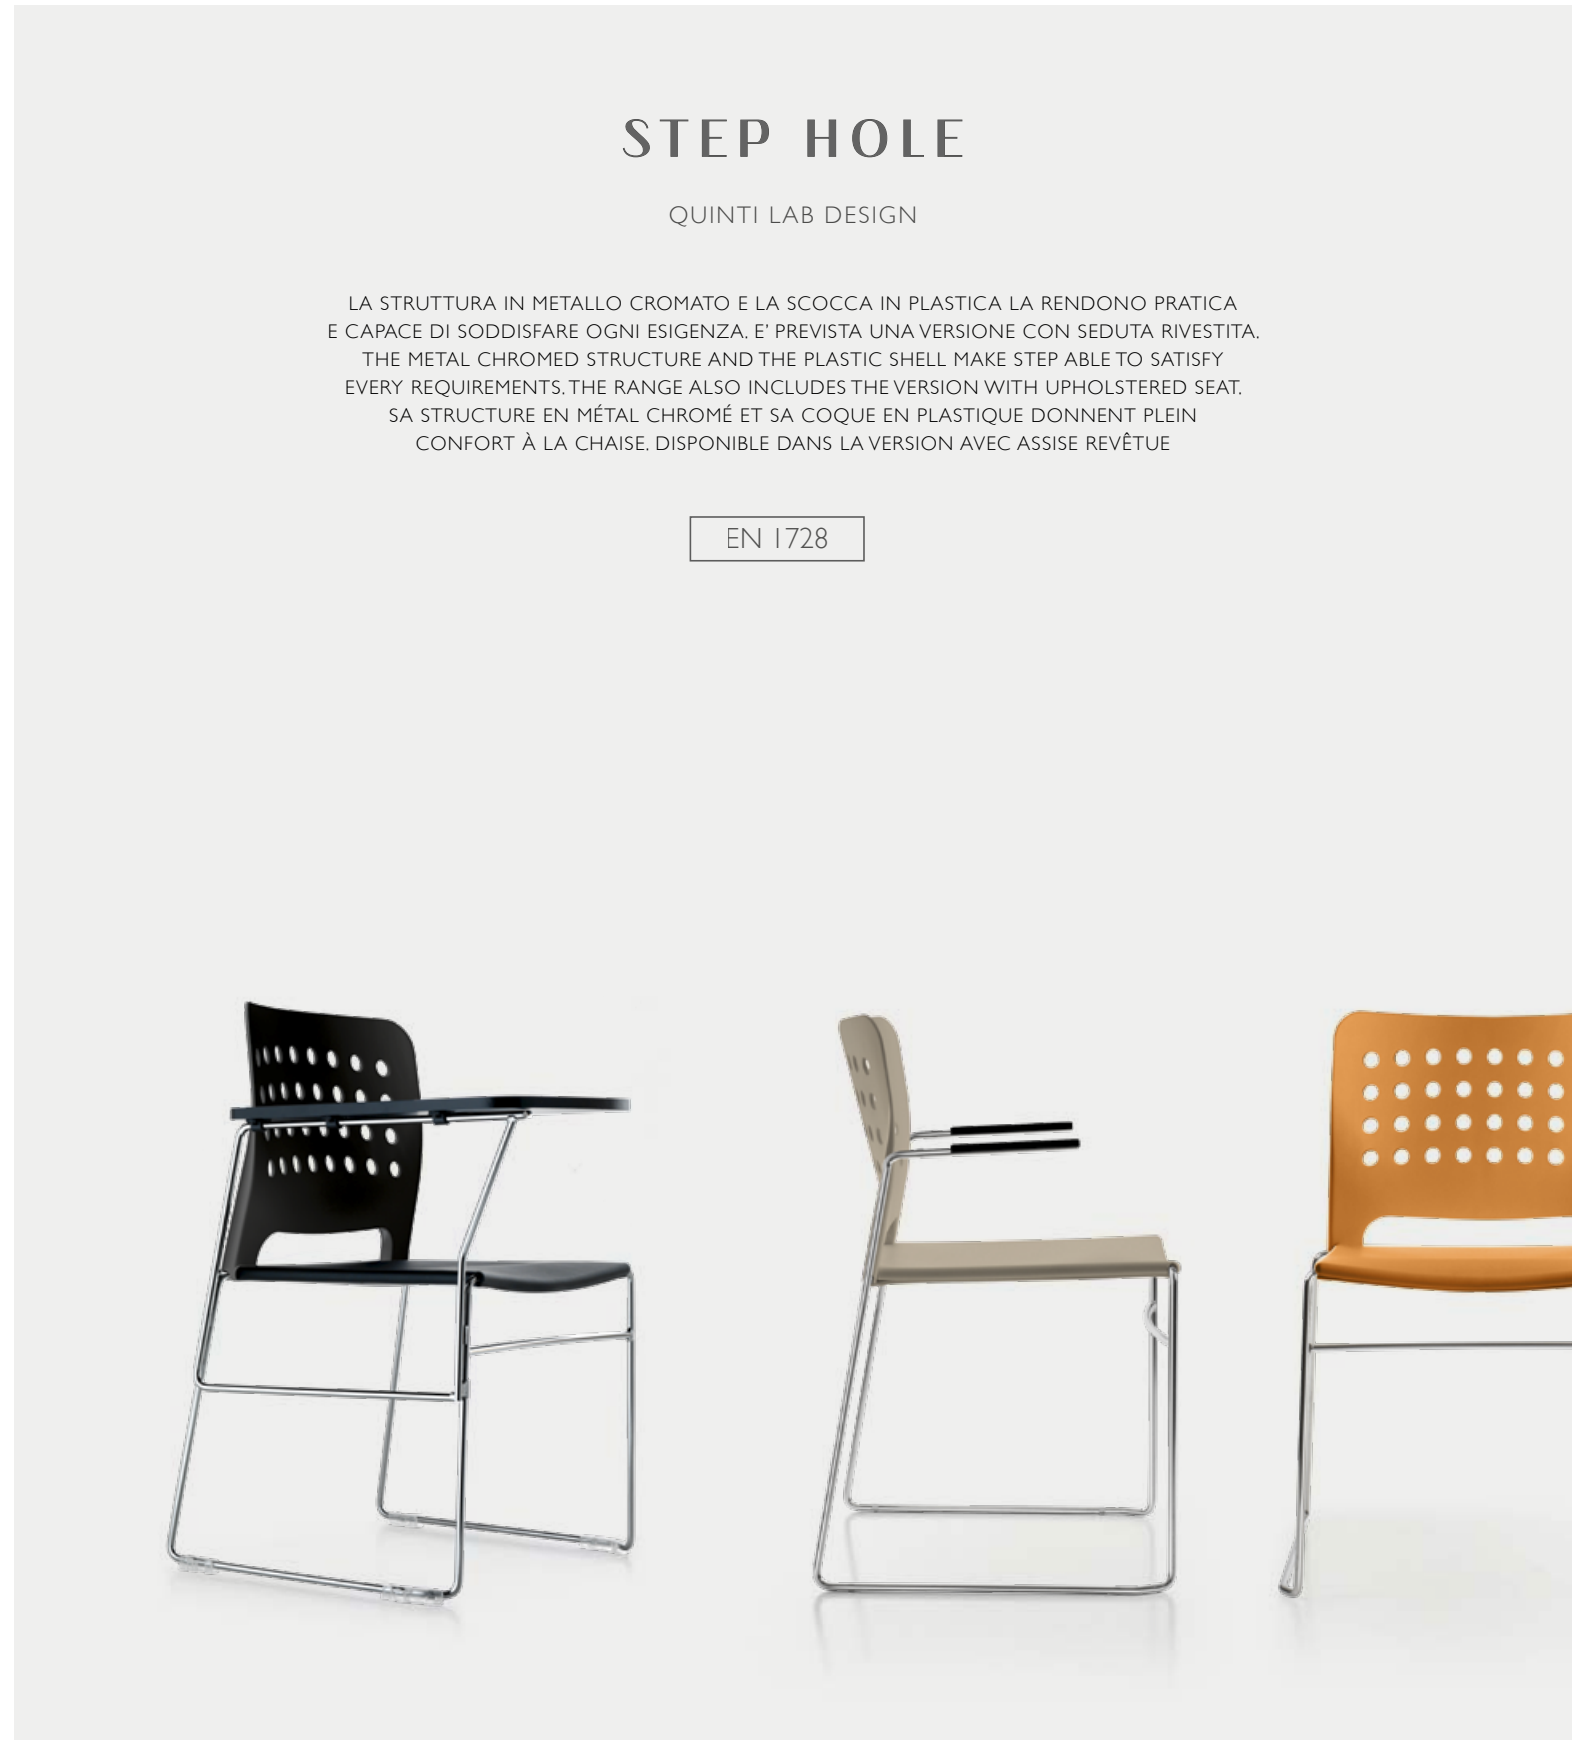 STEP HOLE
QUINTI LAB DESIGN
LA STRUTTURA IN METALLO CROMATO E LA SCOCCA IN PLASTICA LA RENDONO PRATICA
E CAPACE DI SODDISFARE OGNI ESIGENZA. E' PREVISTA UNA VERSIONE CON SEDUTA RIVESTITA.
THE METAL CHROMED STRUCTURE AND THE PLASTIC SHELL MAKE STEP ABLE TO SATISFY
EVERY REQUIREMENTS. THE RANGE ALSO INCLUDES THE VERSION WITH UPHOLSTERED SEAT.
SA STRUCTURE EN MÉTAL CHROMÉ ET SA COQUE EN PLASTIQUE DONNENT PLEIN
CONFORT À LA CHAISE. DISPONIBLE DANS LA VERSION AVEC ASSISE REVÊTUE
EN 1728